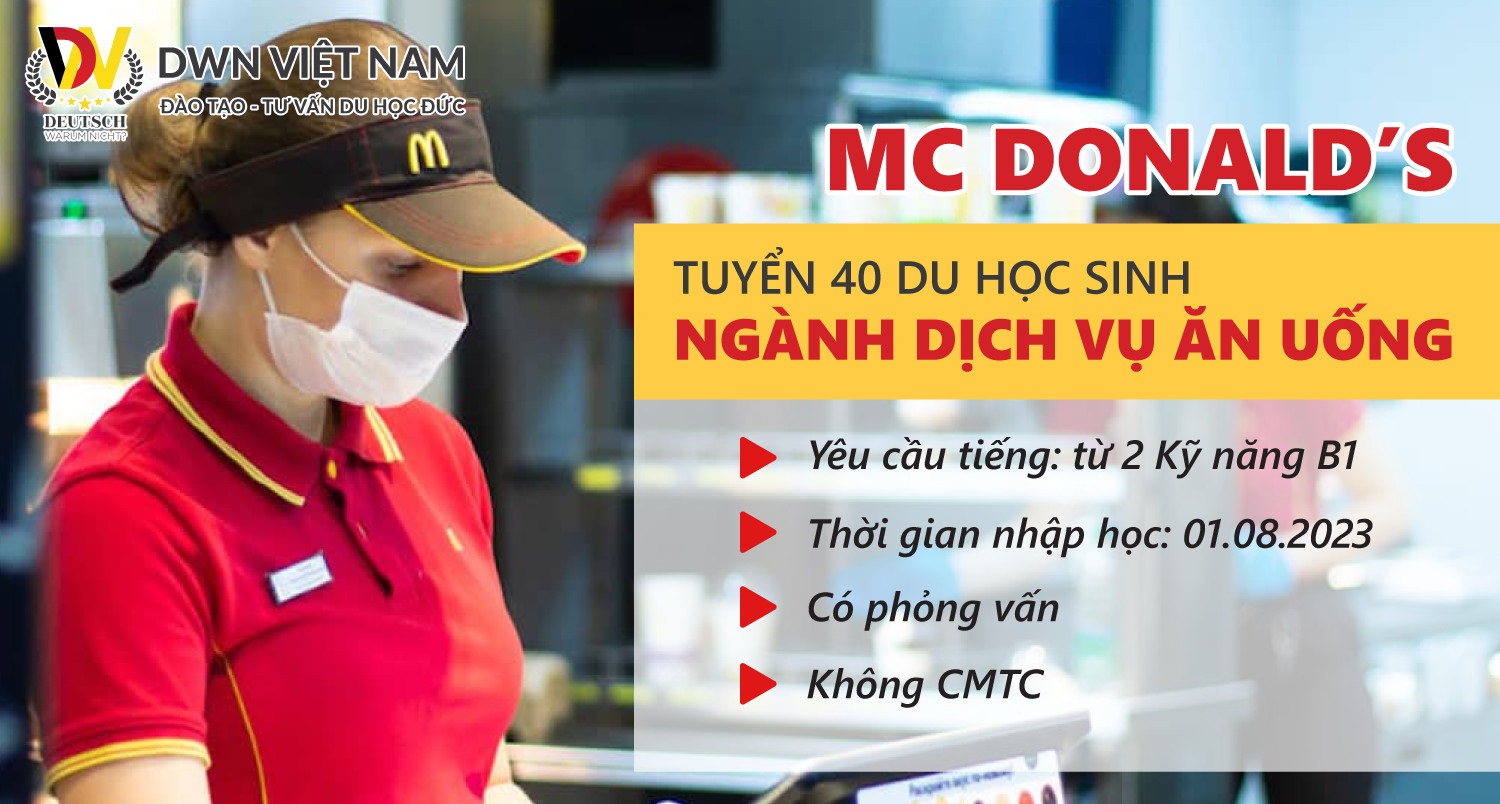 DV
DEUTSCH
WARUM NICHT?
DWN VIỆT NAM
ĐÀO TẠO - TƯ VẤN DU HỌC ĐỨC
MC DONALD'S
TUYỂN 40 DU HỌC SINH
NGÀNH DỊCH VỤ ĂN UỐNG
Yêu cầu tiếng: từ 2 Kỹ năng B1
Thời gian nhập học: 01.08.2023
Có phỏng vấn
Không CMTC